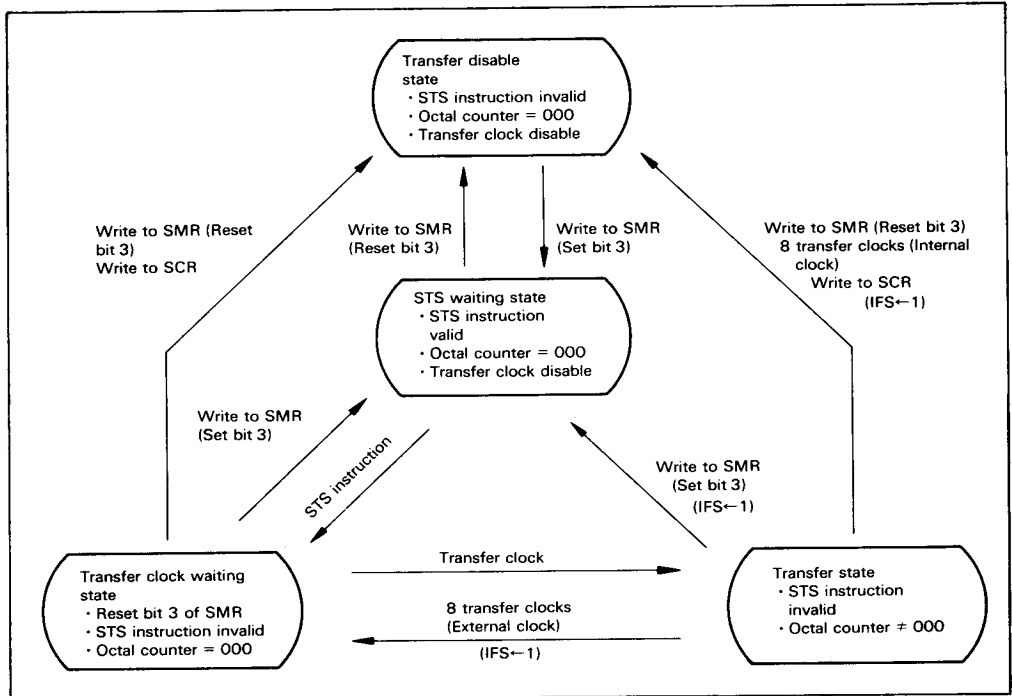 Transfer disable
state
· STS instruction invalid
· Octal counter = 000
· Transfer clock disable
Write to SMR (Reset
bit 3)
Write to SCR
Write to SMR
(Reset bit 3)
Write to SMR
(Set bit 3)
Write to SMR (Reset bit 3)
8 transfer clocks (Internal
clock)
Write to SCR
(IFS←1)
STS waiting state
· STS instruction
valid
· Octal counter = 000
· Transfer clock disable
Write to SMR
(Set bit 3)
STS instruction
Write to SMR
(Set bit 3)
(IFS←1)
Transfer clock waiting
state
· Reset bit 3 of SMR
· STS instruction invalid
· Octal counter = 000
Transfer clock
8 transfer clocks
(External clock)
(IFS←1)
Transfer state
· STS instruction
invalid
· Octal counter ≠ 000